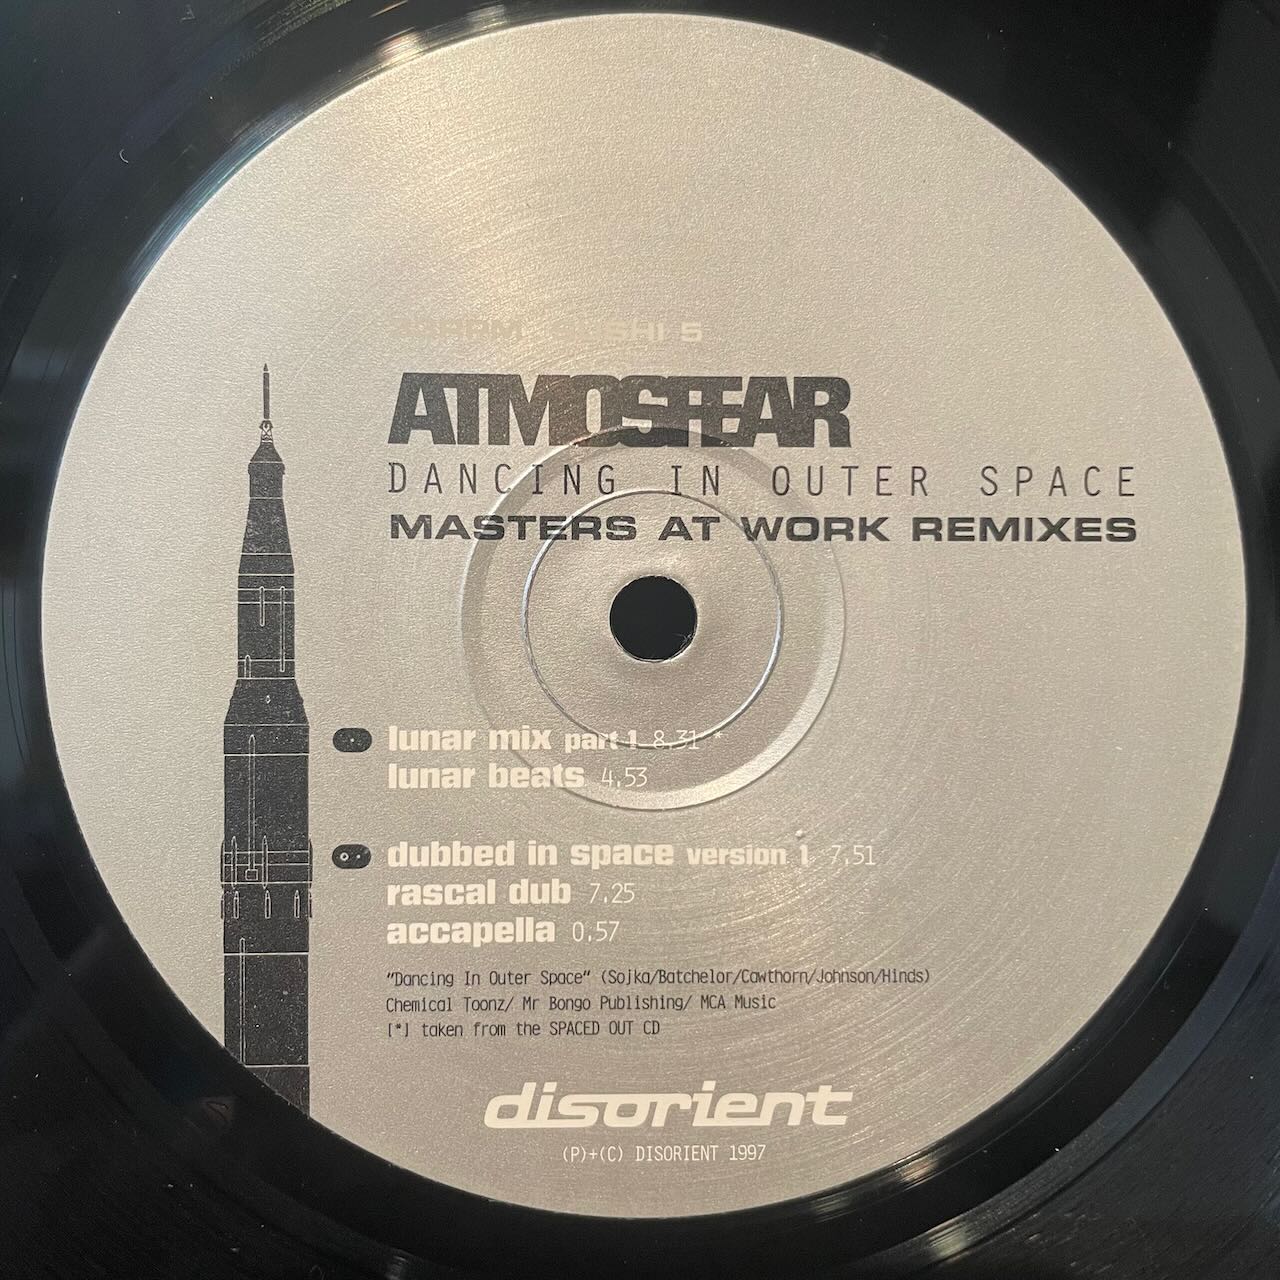 33RPM SUSHI 5
ATMOSFEAR
DANCING IN OUTER SPACE
MASTERS AT WORK REMIXES
lunar mix part 1 8.31 *
lunar beats 4.53
dubbed in space version 1 7.51
rascal dub 7.25
accapella 0.57
"Dancing In Outer Space" (Sojka/Batchelor/Cawthorn/Johnson/Hinds)
Chemical Toonz/ Mr Bongo Publishing/ MCA Music
[*] taken from the SPACED OUT CD
disorient
(P)+(C) DISORIENT 1997